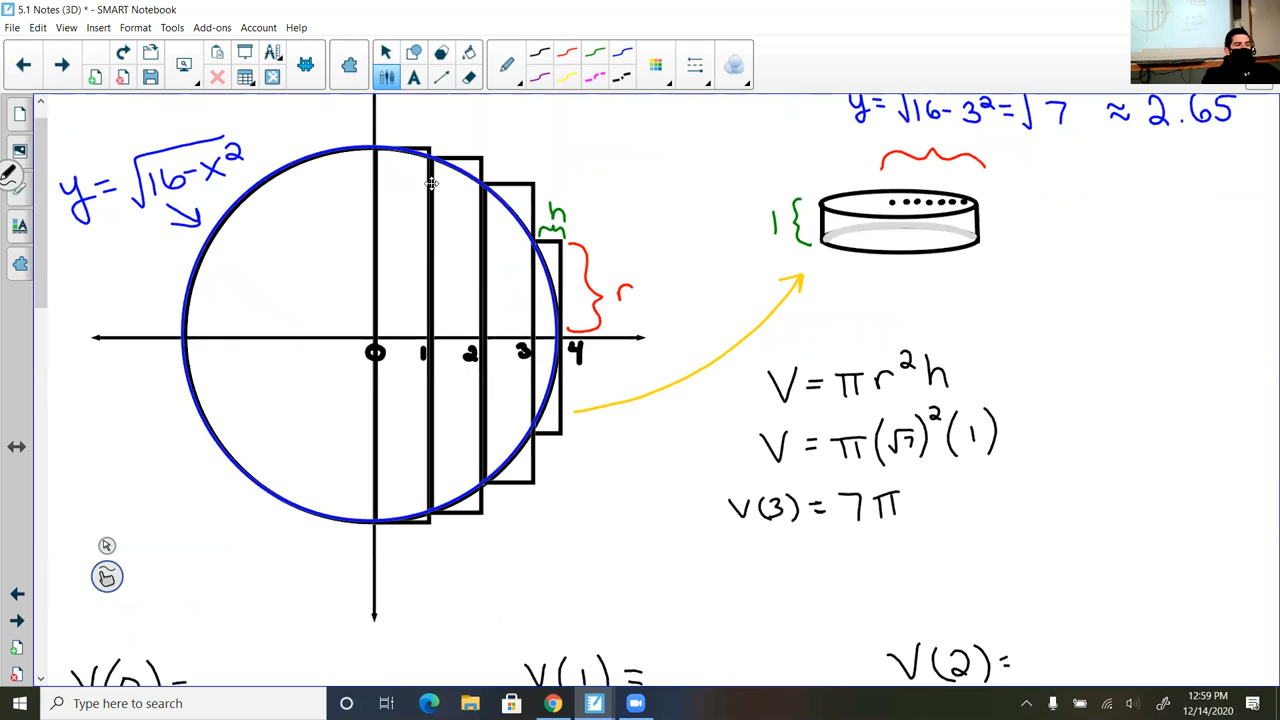 5.1 Notes (3D) * - SMART Notebook
File Edit View Insert Format Tools Add-ons Account Help
y = √16-3² = √7 ≈ 2.65
y = √16-x²
h
1
r
0 1 2 3 4
V = πr²h
V = π(√7)²(1)
V(3) = 7π
V(0) =
V(1) =
V(2) =
Type here to search
12:59 PM
12/14/2020